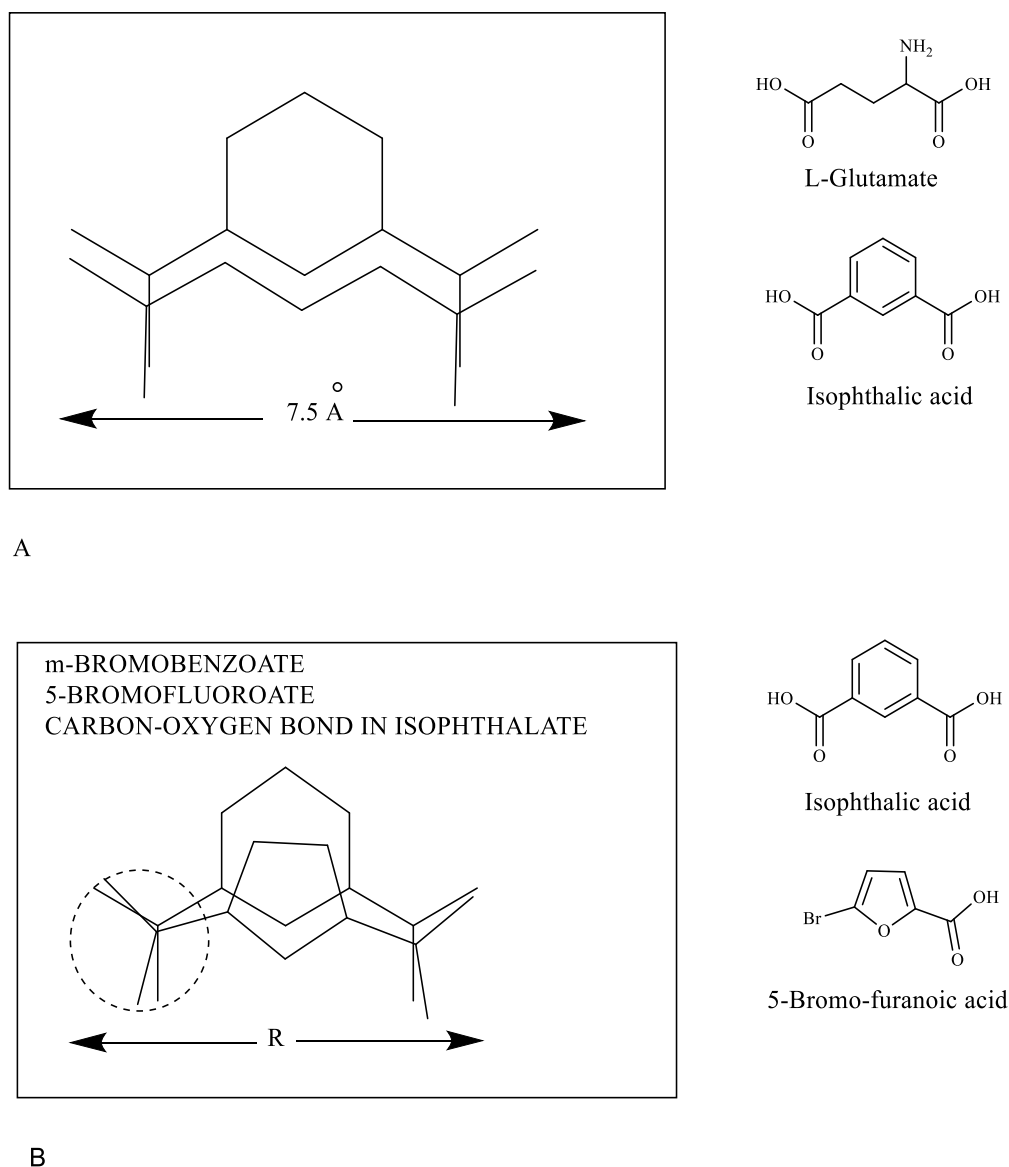 NH2
HO
OH
O
O
L-Glutamate
HO
OH
O
O
Isophthalic acid
7.5 Å
A
m-BROMOBENZOATE
5-BROMOFLUOROATE
CARBON-OXYGEN BOND IN ISOPHTHALATE
HO
OH
O
O
Isophthalic acid
OH
Br
O
O
5-Bromo-furanoic acid
R
B